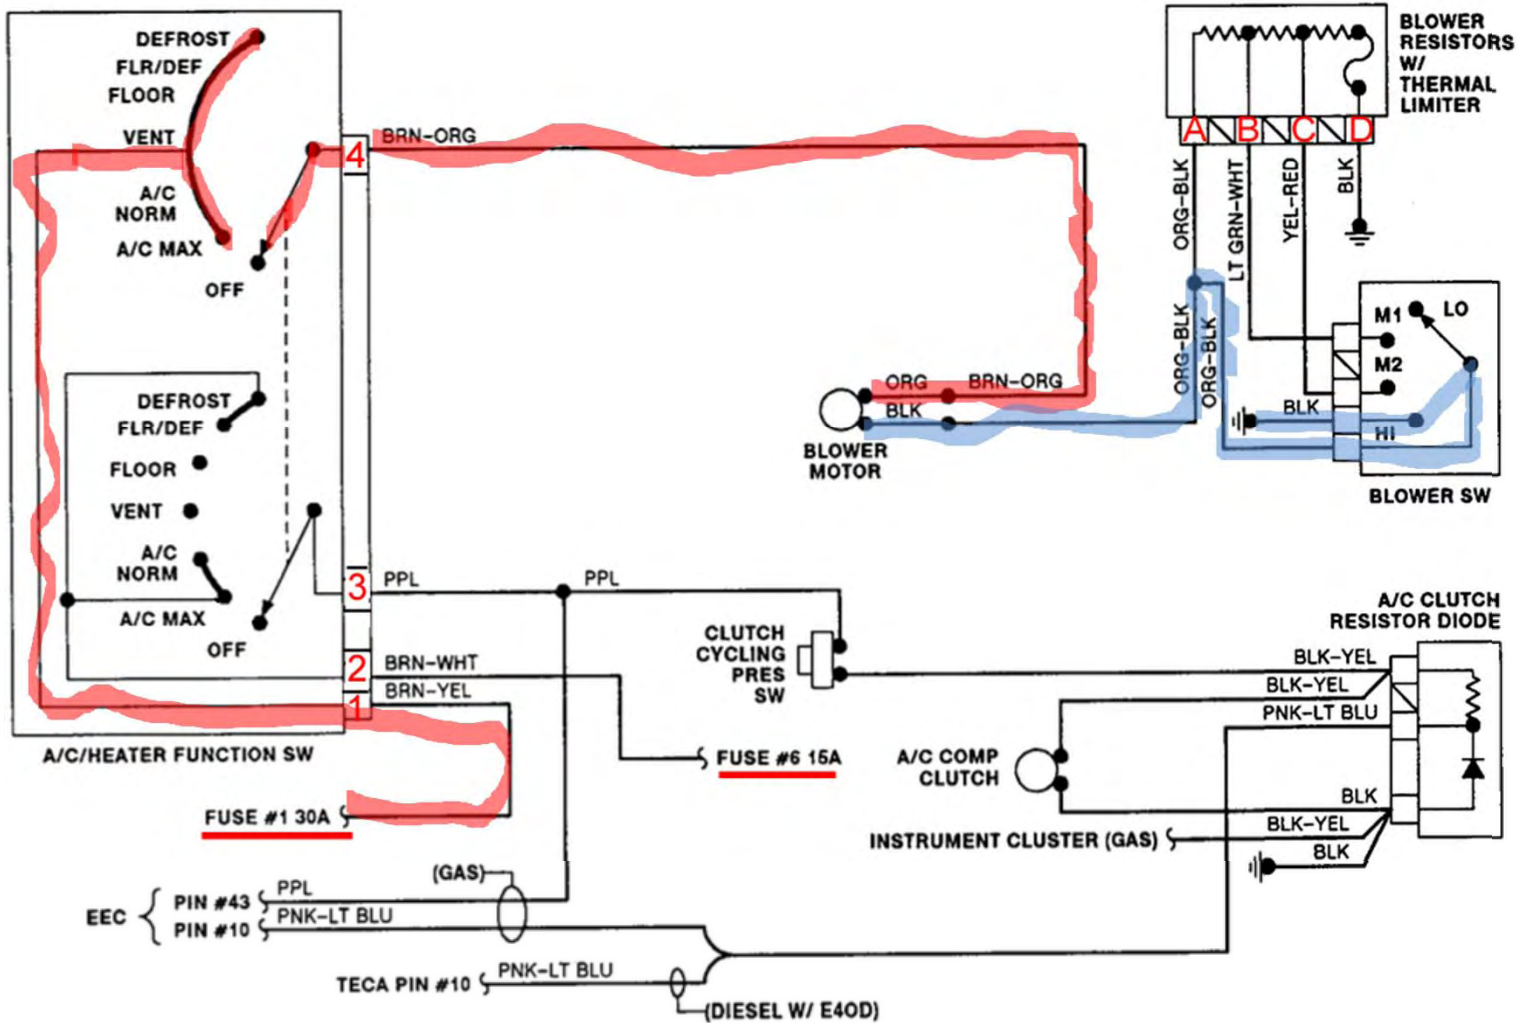 DEFROST
FLR/DEF
FLOOR
VENT
A/C
NORM
A/C MAX
OFF
4
BRN-ORG
DEFROST
FLR/DEF
FLOOR
VENT
A/C
NORM
A/C MAX
OFF
3
PPL
PPL
2
BRN-WHT
1
BRN-YEL
A/C/HEATER FUNCTION SW
FUSE #1 30A
FUSE #6 15A
BLOWER
RESISTORS
W/
THERMAL
LIMITER
A
B
C
D
ORG-BLK
LT GRN-WHT
YEL-RED
BLK
ORG-BLK
ORG-BLK
M1
LO
M2
BLK
HI
BLOWER SW
ORG
BRN-ORG
BLK
BLOWER
MOTOR
CLUTCH
CYCLING
PRES
SW
A/C CLUTCH
RESISTOR DIODE
BLK-YEL
BLK-YEL
PNK-LT BLU
A/C COMP
CLUTCH
BLK
BLK-YEL
INSTRUMENT CLUSTER (GAS)
BLK
(GAS)
EEC
PIN #43
PPL
PIN #10
PNK-LT BLU
TECA PIN #10
PNK-LT BLU
(DIESEL W/ E4OD)